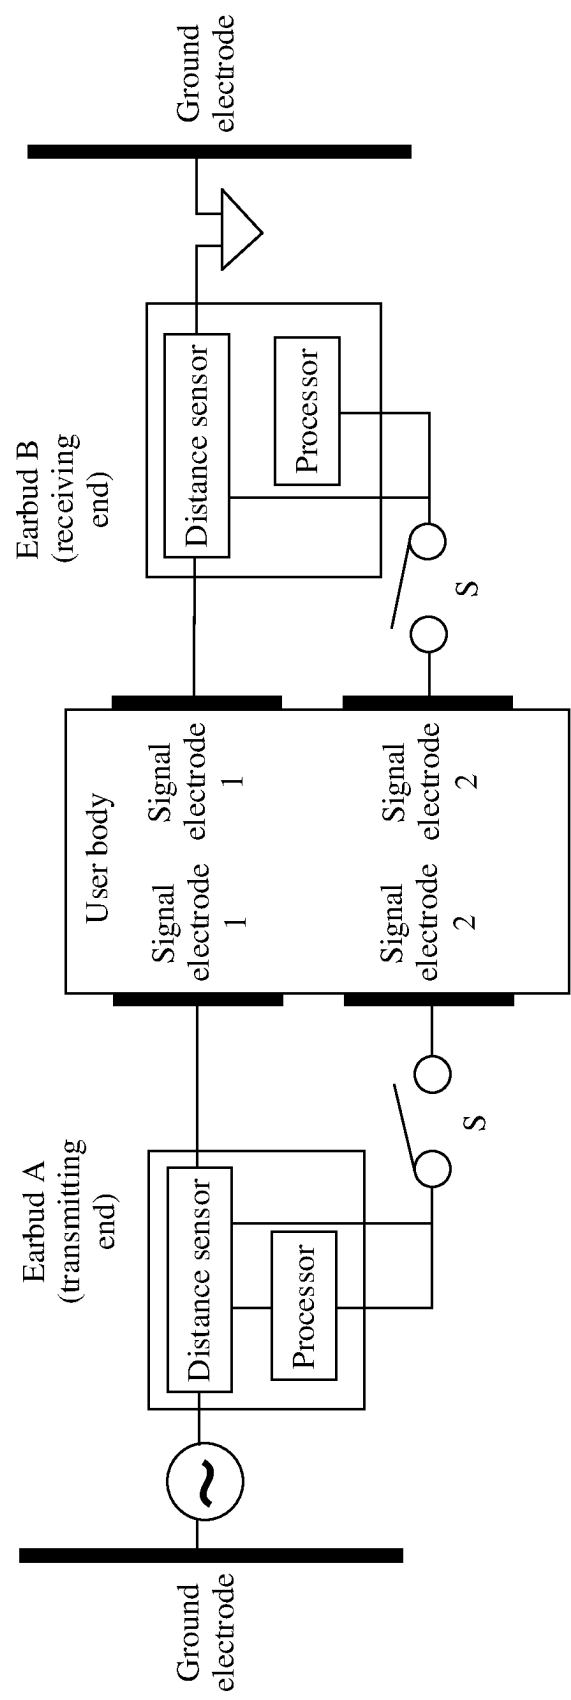 Earbud A
(transmitting
end)
Earbud B
(receiving
end)
User body
Ground
electrode
Distance sensor
Processor
Signal
electrode
1
Signal
electrode
1
Distance sensor
Processor
Ground
electrode
S
Signal
electrode
2
Signal
electrode
2
S